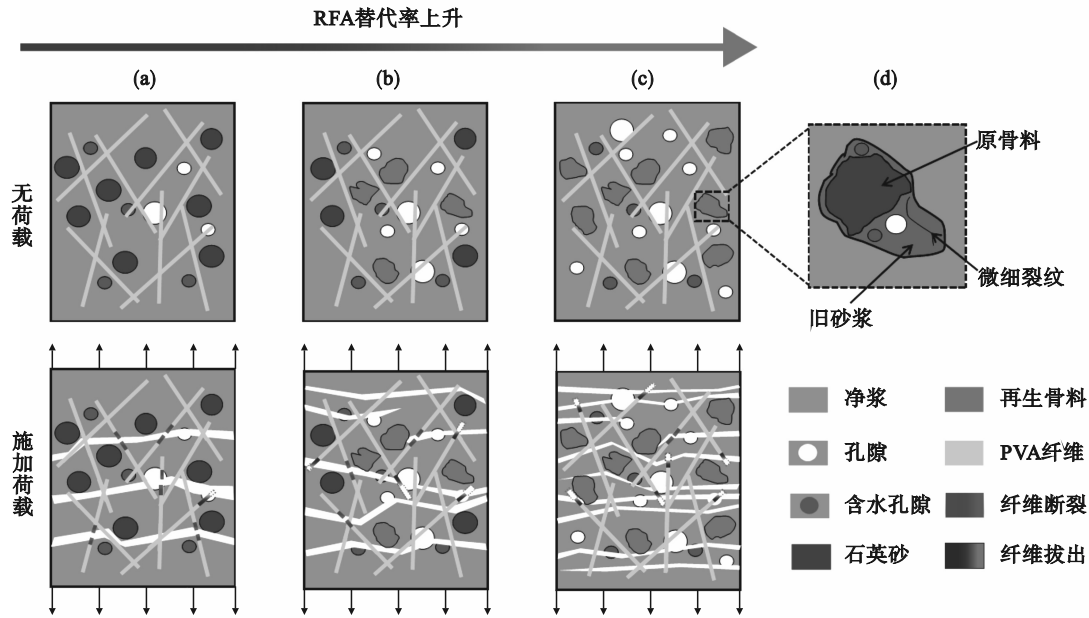 RFA替代率上升
(a)
(b)
(c)
(d)
无荷载
原骨料
微细裂纹
旧砂浆
施加荷载
净浆
再生骨料
孔隙
PVA纤维
含水孔隙
纤维断裂
石英砂
纤维拔出